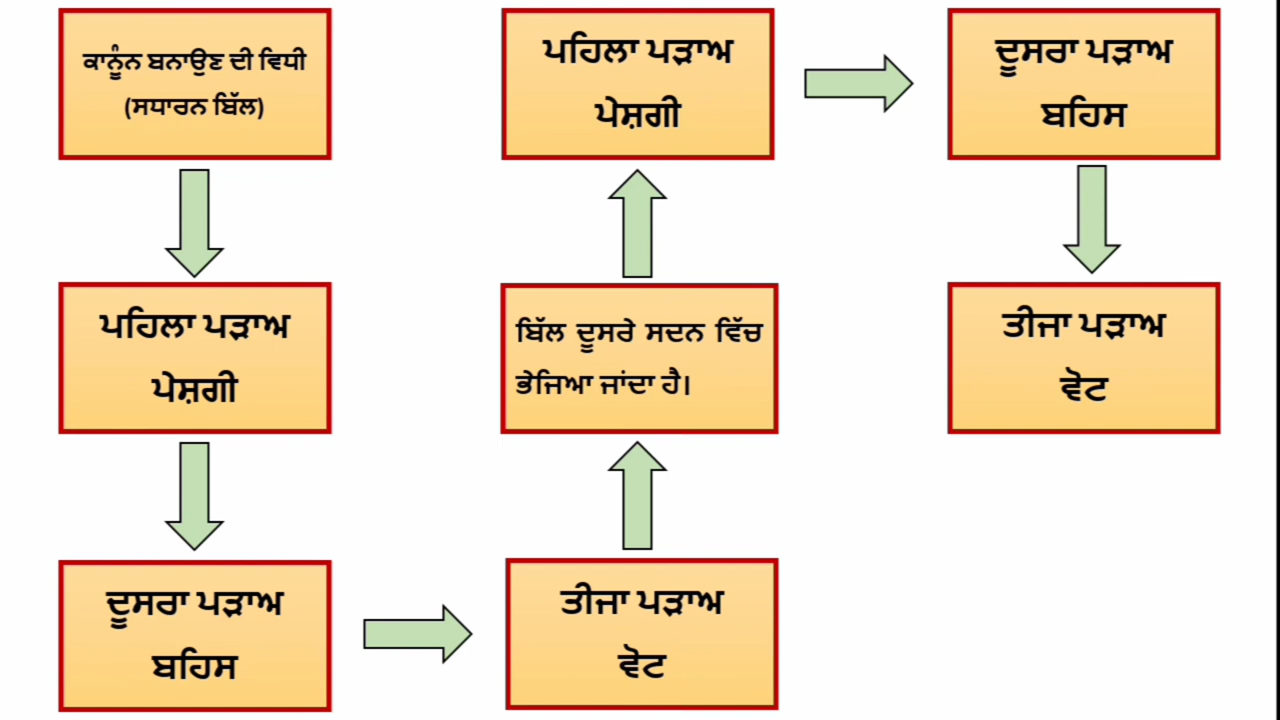 ਕਾਨੂੰਨ ਬਨਾਉਣ ਦੀ ਵਿਧੀ
(ਸਧਾਰਨ ਬਿੱਲ)
ਪਹਿਲਾ ਪੜਾਅ
ਪੇਸ਼ਗੀ
ਦੂਸਰਾ ਪੜਾਅ
ਬਹਿਸ
ਤੀਜਾ ਪੜਾਅ
ਵੋਟ
ਬਿੱਲ ਦੂਸਰੇ ਸਦਨ ਵਿੱਚ
ਭੇਜਿਆ ਜਾਂਦਾ ਹੈ।
ਪਹਿਲਾ ਪੜਾਅ
ਪੇਸ਼ਗੀ
ਦੂਸਰਾ ਪੜਾਅ
ਬਹਿਸ
ਤੀਜਾ ਪੜਾਅ
ਵੋਟ